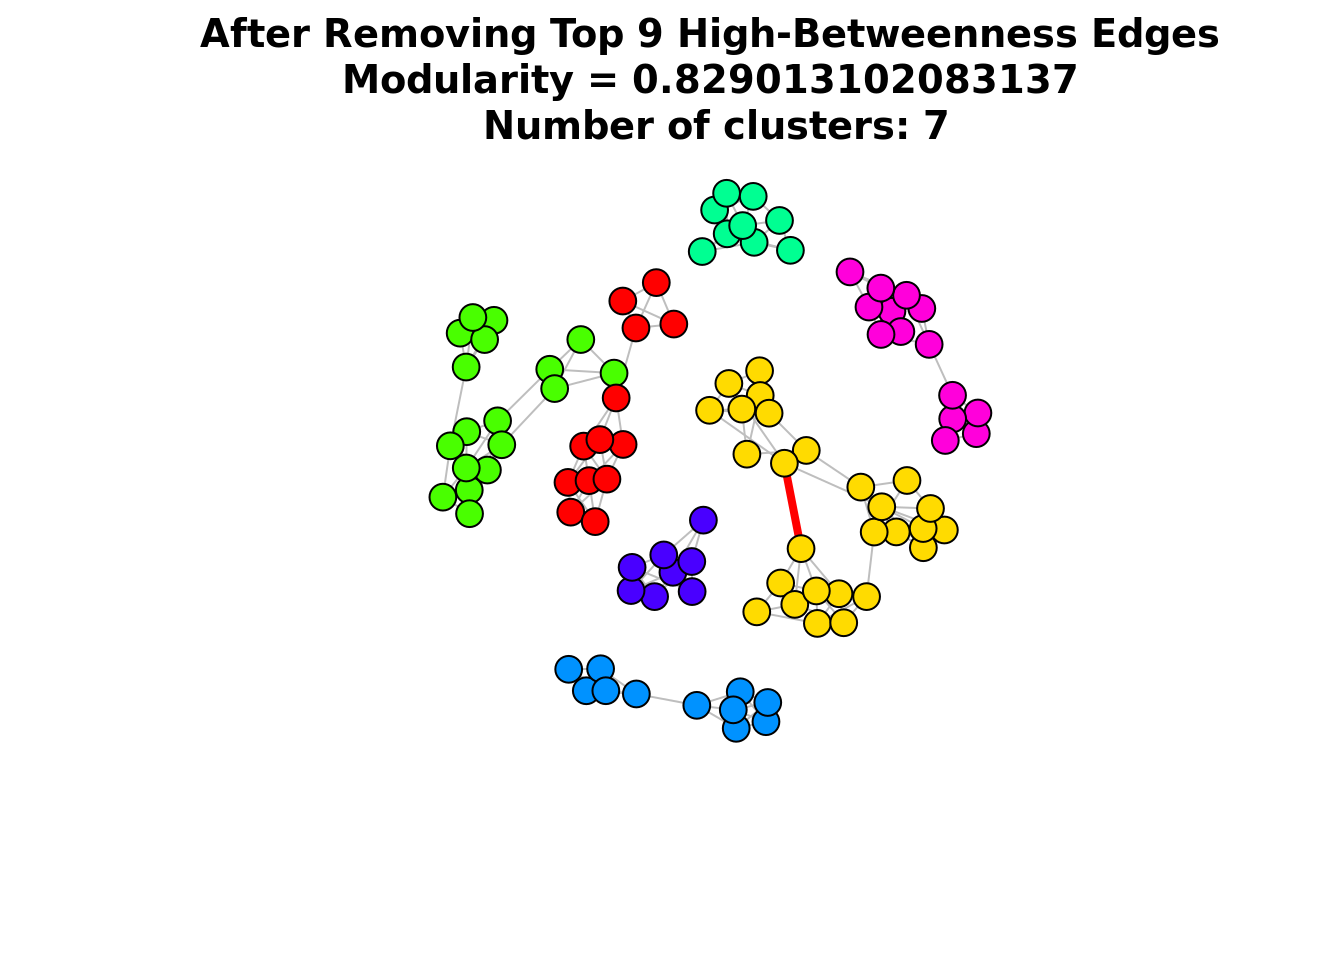 After Removing Top 9 High-Betweenness Edges
Modularity = 0.829013102083137
Number of clusters: 7